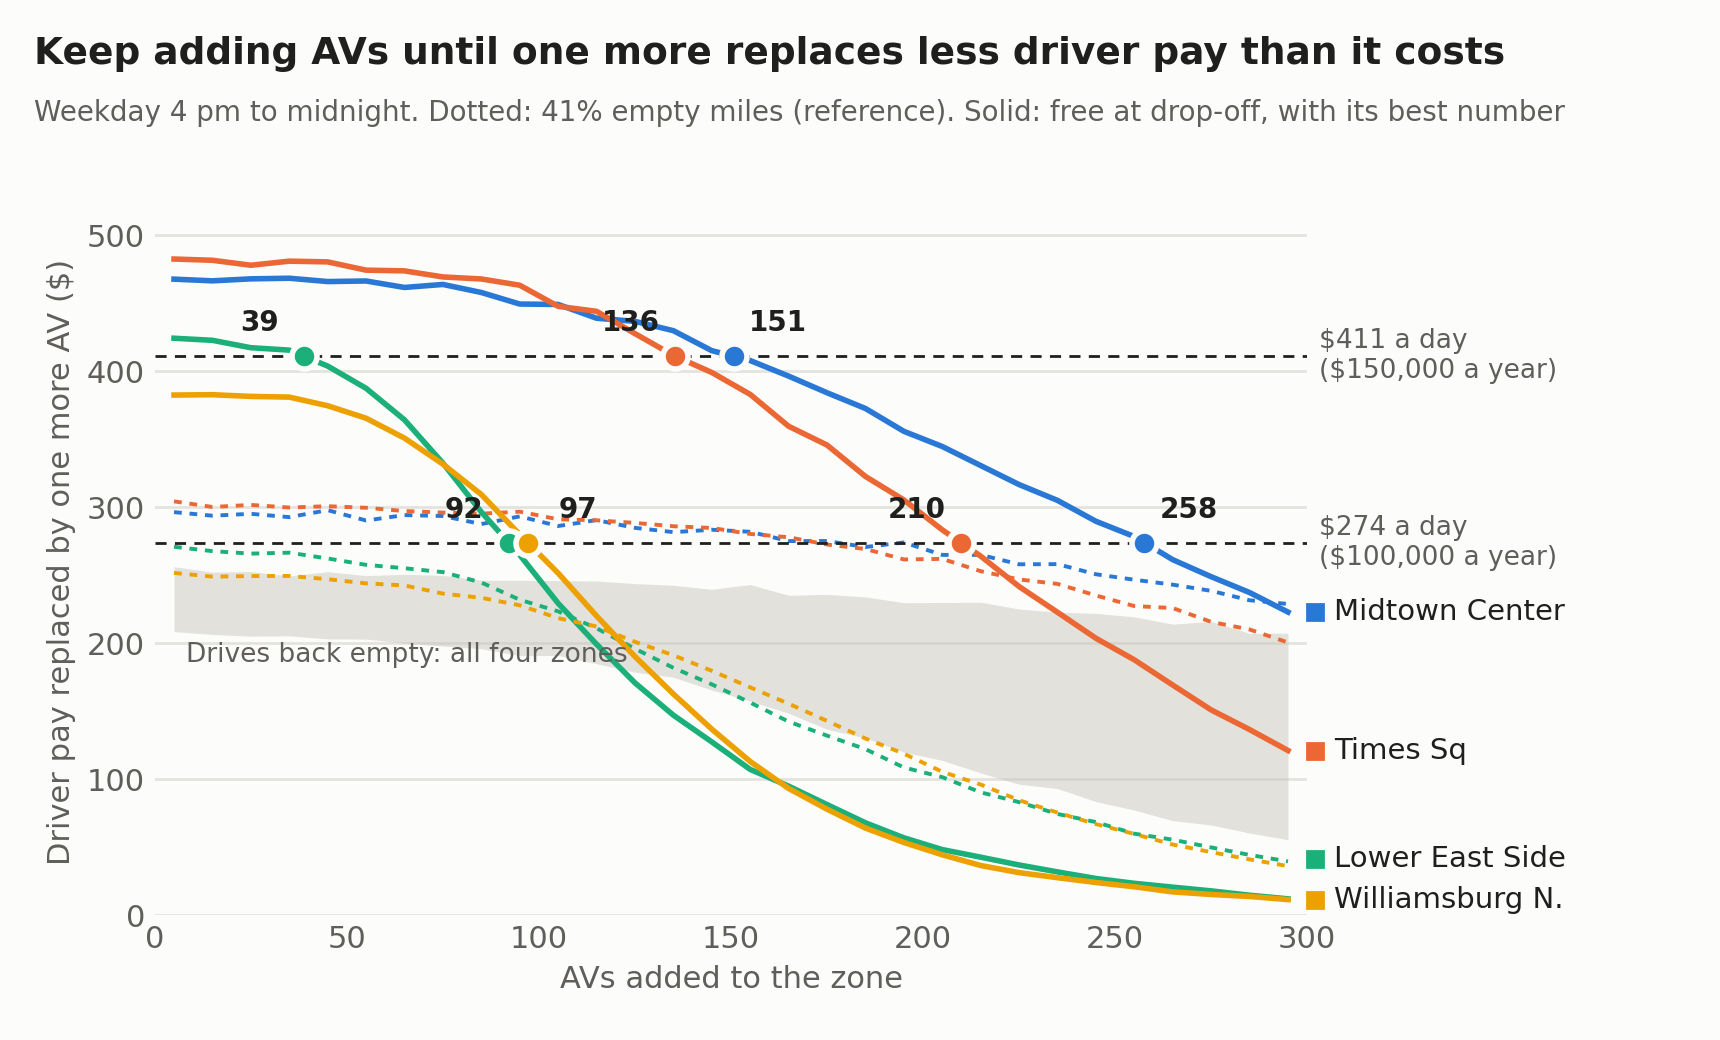 Keep adding AVs until one more replaces less driver pay than it costs
Weekday 4 pm to midnight. Dotted: 41% empty miles (reference). Solid: free at drop-off, with its best number
Driver pay replaced by one more AV ($)
500
400
300
200
100
0
39
136
151
92
97
210
258
$411 a day
($150,000 a year)
$274 a day
($100,000 a year)
Drives back empty: all four zones
Midtown Center
Times Sq
Lower East Side
Williamsburg N.
0
50
100
150
200
250
300
AVs added to the zone